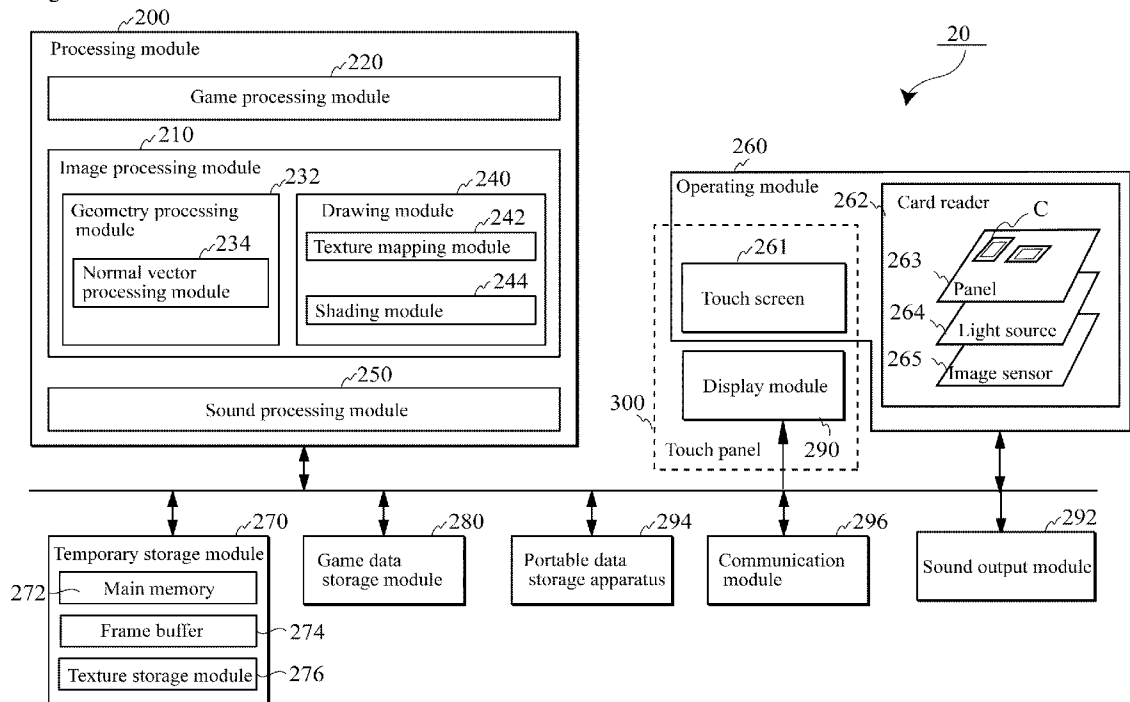 200
Processing module
220
Game processing module
210
Image processing module
232
Geometry processing
module
234
Normal vector
processing module
240
Drawing module
242
Texture mapping module
244
Shading module
250
Sound processing module
20
260
Operating module
262
Card reader
C
263
Panel
264
Light source
265
Image sensor
261
Touch screen
Display module
300
290
Touch panel
270
Temporary storage module
272
Main memory
Frame buffer
274
Texture storage module
276
280
Game data
storage module
294
Portable data
storage apparatus
296
Communication
module
292
Sound output module